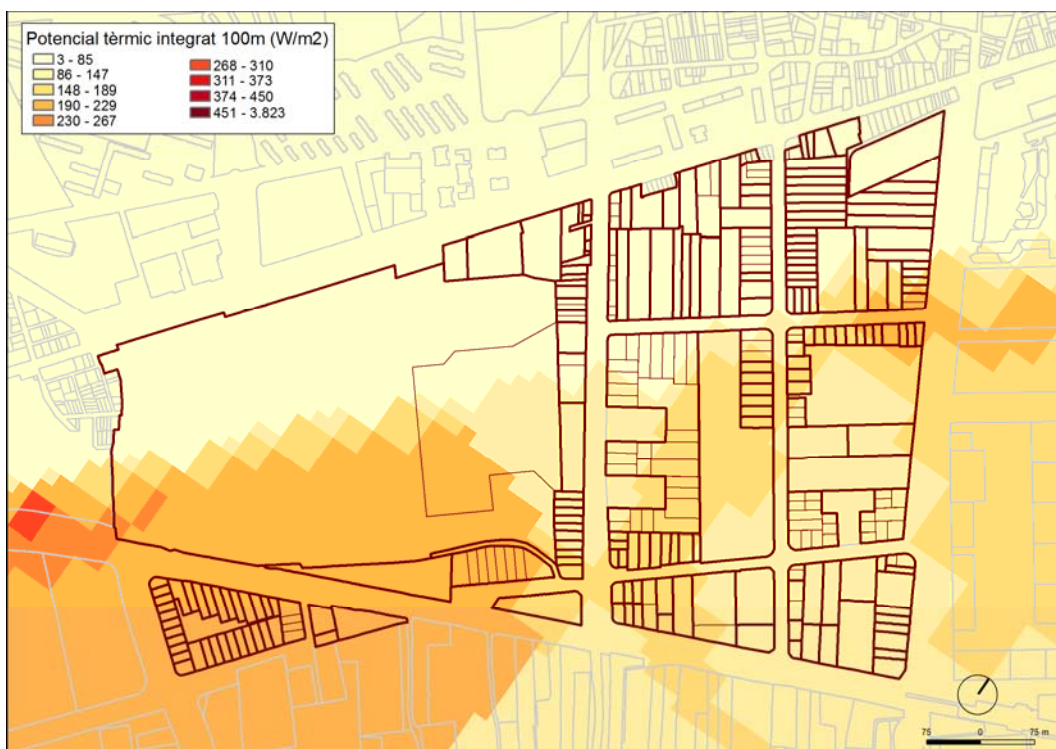 Potencial tèrmic integrat 100m (W/m2)
3 - 85
86 - 147
148 - 189
190 - 229
230 - 267
268 - 310
311 - 373
374 - 450
451 - 3.823
75 0 75 m